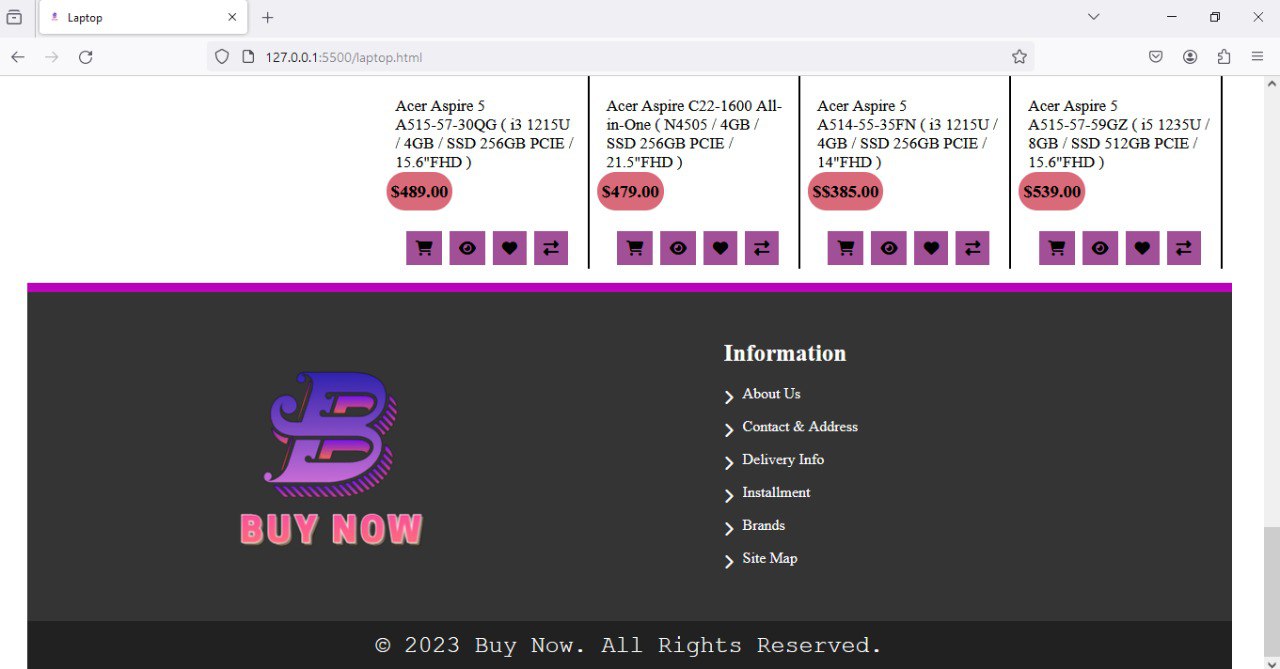 Laptop
127.0.0.1:5500/laptop.html
Acer Aspire 5
A515-57-30QG ( i3 1215U
/ 4GB / SSD 256GB PCIE /
15.6"FHD )
$489.00
Acer Aspire C22-1600 All-
in-One ( N4505 / 4GB /
SSD 256GB PCIE /
21.5"FHD )
$479.00
Acer Aspire 5
A514-55-35FN ( i3 1215U /
4GB / SSD 256GB PCIE /
14"FHD )
$$385.00
Acer Aspire 5
A515-57-59GZ ( i5 1235U /
8GB / SSD 512GB PCIE /
15.6"FHD )
$539.00
B
BUY NOW
Information
About Us
Contact & Address
Delivery Info
Installment
Brands
Site Map
© 2023 Buy Now. All Rights Reserved.